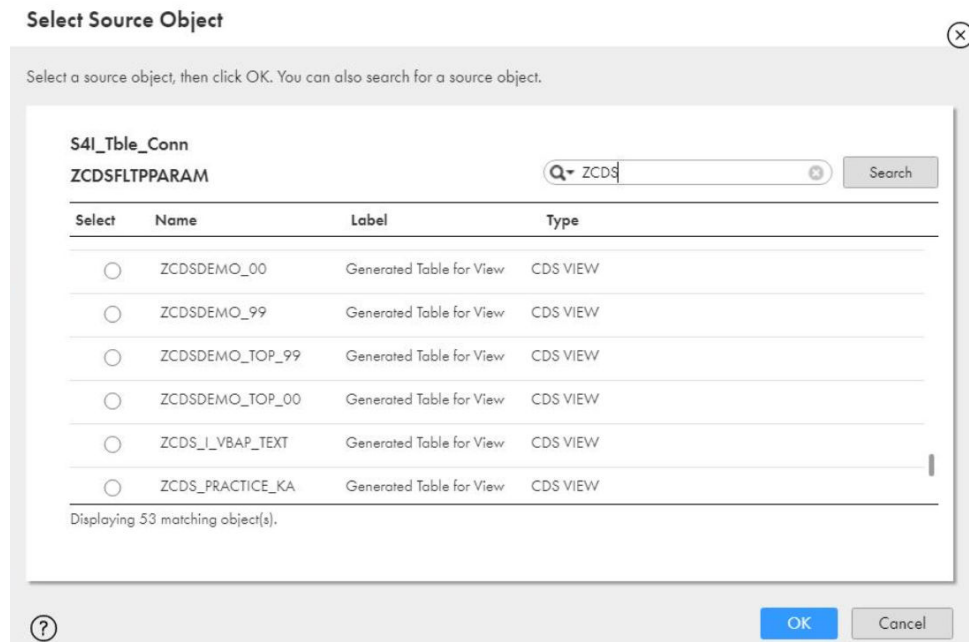 Select Source Object
Select a source object, then click OK. You can also search for a source object.
S4I_Tble_Conn
ZCDSFLTPPARAM
ZCDS
Search
Select Name Label Type
ZCDSDEMO_00 Generated Table for View CDS VIEW
ZCDSDEMO_99 Generated Table for View CDS VIEW
ZCDSDEMO_TOP_99 Generated Table for View CDS VIEW
ZCDSDEMO_TOP_00 Generated Table for View CDS VIEW
ZCDS_I_VBAP_TEXT Generated Table for View CDS VIEW
ZCDS_PRACTICE_KA Generated Table for View CDS VIEW
Displaying 53 matching object(s).
?
OK Cancel